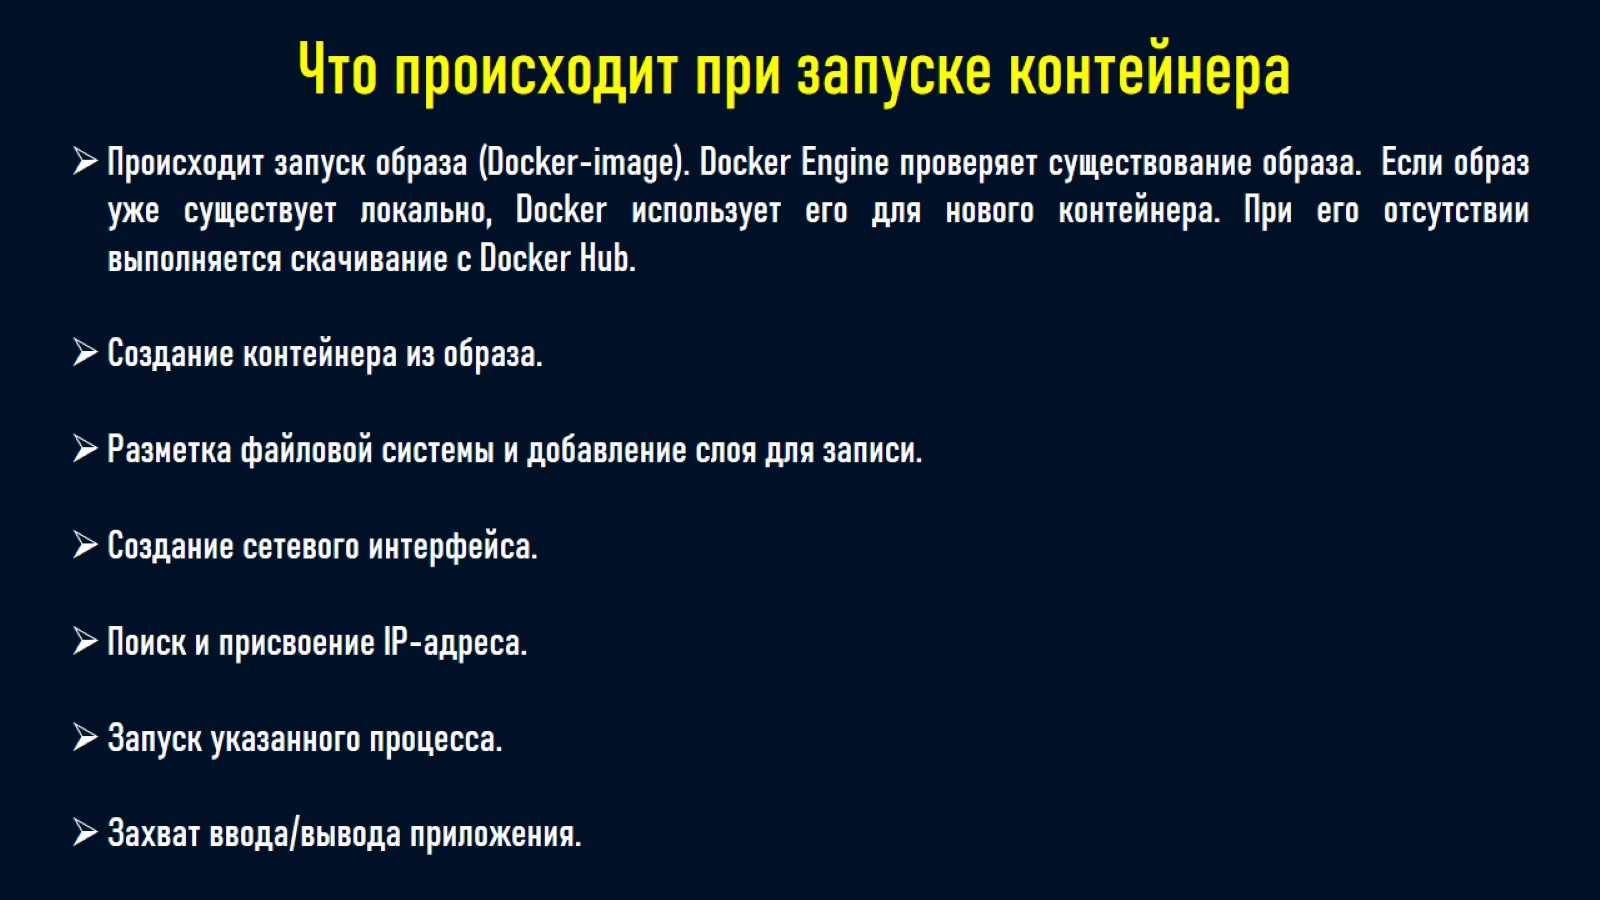 Что происходит при запуске контейнера
➢ Происходит запуск образа (Docker-image). Docker Engine проверяет существование образа. Если образ
уже существует локально, Docker использует его для нового контейнера. При его отсутствии
выполняется скачивание с Docker Hub.
➢ Создание контейнера из образа.
➢ Разметка файловой системы и добавление слоя для записи.
➢ Создание сетевого интерфейса.
➢ Поиск и присвоение IP-адреса.
➢ Запуск указанного процесса.
➢ Захват ввода/вывода приложения.